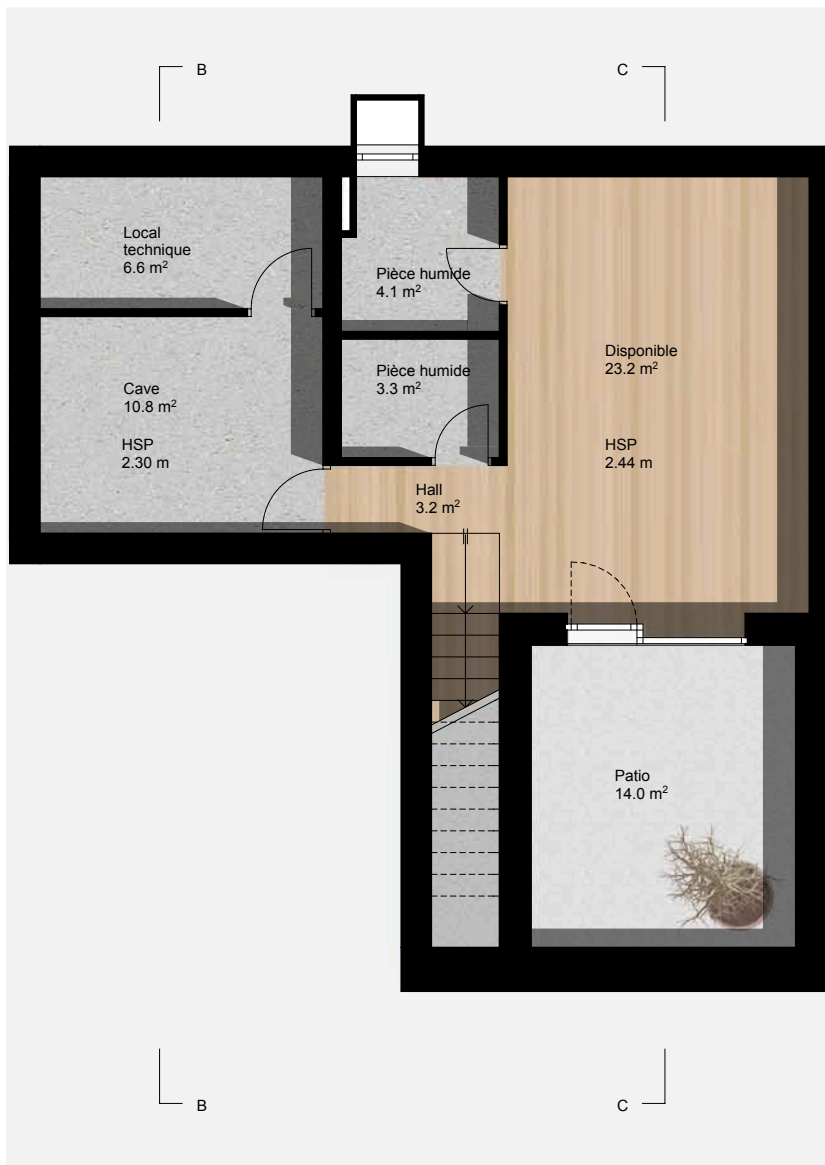 B
C
Local
technique
6.6 m²
Pièce humide
4.1 m²
Disponible
23.2 m²
Pièce humide
3.3 m²
Cave
10.8 m²
HSP
2.30 m
HSP
2.44 m
Hall
3.2 m²
Patio
14.0 m²
B
C